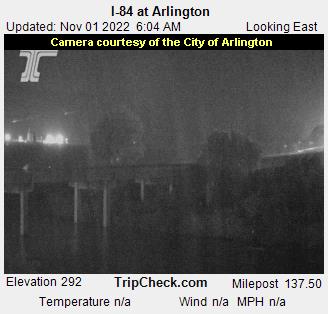 I-84 at Arlington
Updated: Nov 01 2022 6:04 AM Looking East
Camera courtesy of the City of Arlington
Elevation 292 TripCheck.com Milepost 137.50
Temperature n/a Wind n/a MPH n/a